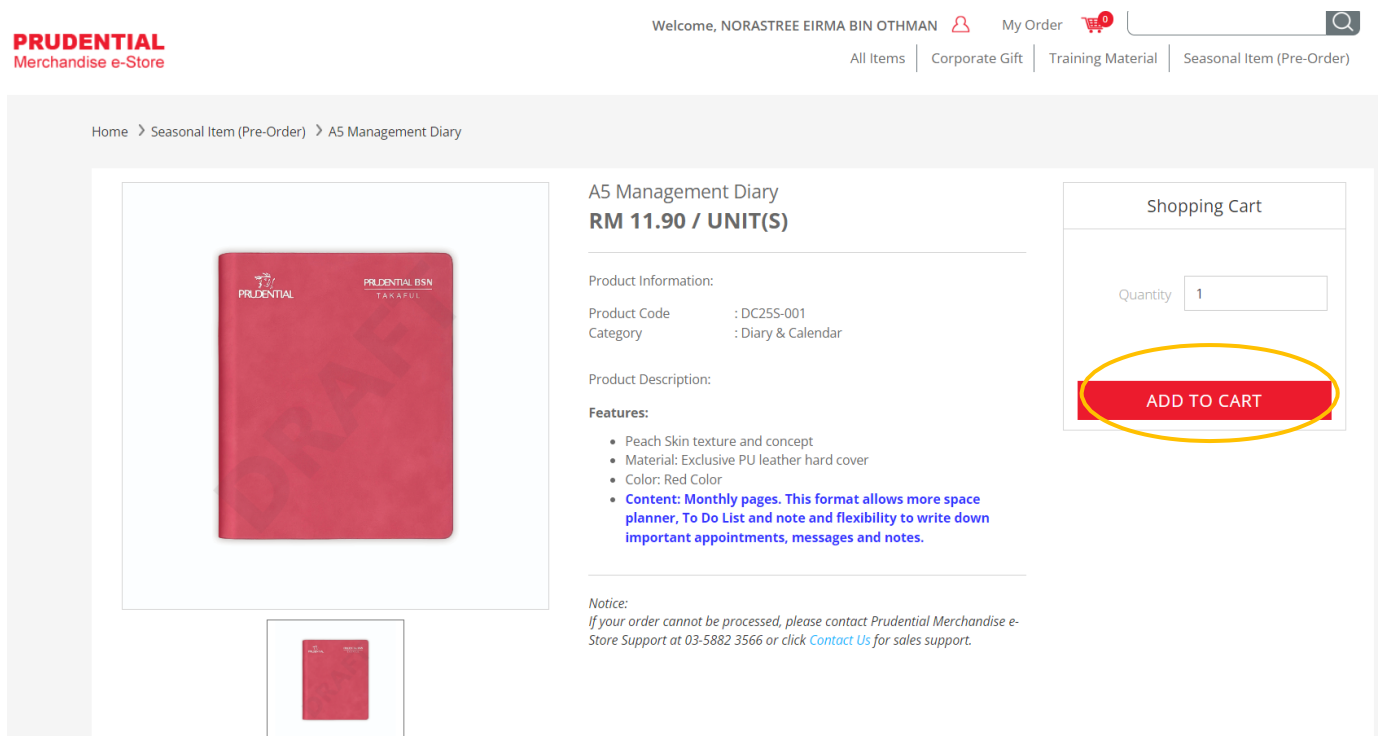 Welcome, NORASTREE EIRMA BIN OTHMAN
My Order
0
PRUDENTIAL
Merchandise e-Store
All Items
Corporate Gift
Training Material
Seasonal Item (Pre-Order)
Home > Seasonal Item (Pre-Order) > A5 Management Diary
PRUDENTIAL
PRUDENTIAL BSN
TAKAFUL
DRAFT
A5 Management Diary
RM 11.90 / UNIT(S)
Product Information:
Product Code : DC25S-001
Category : Diary & Calendar
Product Description:
Features:
• Peach Skin texture and concept
• Material: Exclusive PU leather hard cover
• Color: Red Color
• Content: Monthly pages. This format allows more space
planner, To Do List and note and flexibility to write down
important appointments, messages and notes.
Notice:
If your order cannot be processed, please contact Prudential Merchandise e-
Store Support at 03-5882 3566 or click Contact Us for sales support.
Shopping Cart
Quantity 1
ADD TO CART